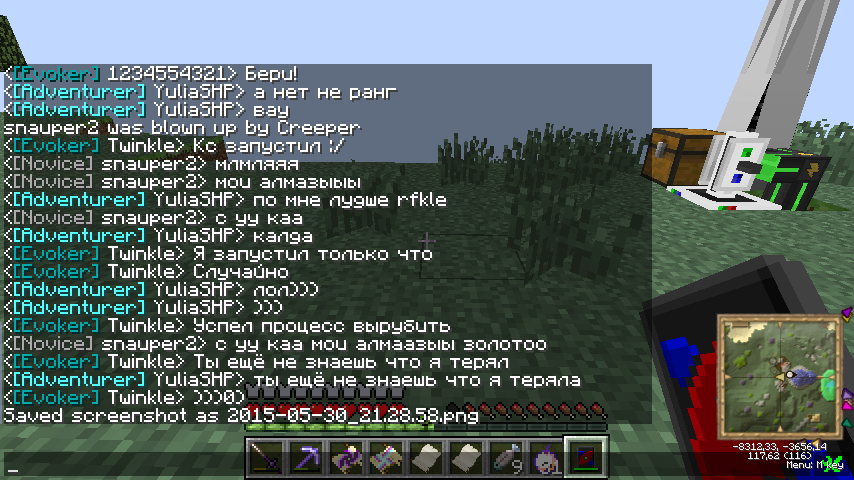 <[Evoker] 1234554321> Бери!
<[Adventurer] YuliaSHP> а нет не ранг
<[Adventurer] YuliaSHP> вау
snauper2 was blown up by Creeper
<[Evoker] Twinkle> Кс запустил :/
<[Novice] snauper2> млмляяя
<[Novice] snauper2> мои алмазыыы
<[Adventurer] YuliaSHP> по мне лудше rfkle
<[Novice] snauper2> с уу каа
<[Adventurer] YuliaSHP> калда
<[Evoker] Twinkle> Я запустил только что
<[Evoker] Twinkle> Случайно
<[Adventurer] YuliaSHP> лол)))
<[Adventurer] YuliaSHP> )))
<[Evoker] Twinkle> Успел процесс вырубить
<[Novice] snauper2> с уу каа мои алмаазыы золотоо
<[Evoker] Twinkle> Ты ещё не знаешь что я терял
<[Adventurer] YuliaSHP> ты ещё не знаешь что я теряла
<[Evoker] Twinkle> )))0)
Saved screenshot as 2015-05-30_21.28.58.png
9
1
-8312,33, -3656,14
117,62 (116)
Menu: M key
_